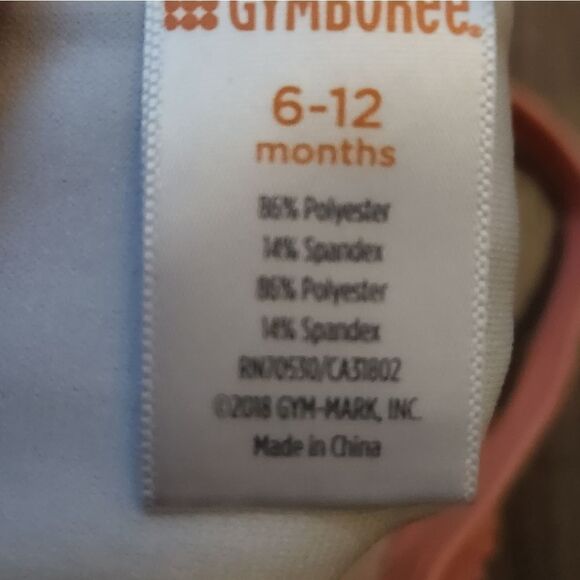 GYMBOREE
6-12
months
86% Polyester
14% Spandex
86% Polyester
14% Spandex
RN70530/CA31802
©2018 GYM-MARK, INC.
Made in China